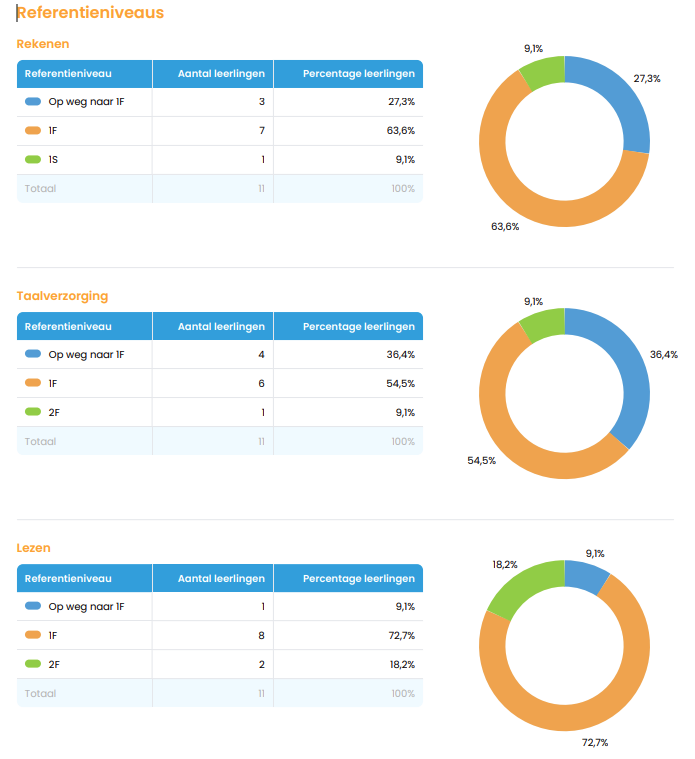 Referentieniveaus
Rekenen
Referentieniveau Aantal leerlingen Percentage leerlingen
Op weg naar 1F 3 27,3%
1F 7 63,6%
1S 1 9,1%
Totaal 11 100%
9,1%
27,3%
63,6%
Taalverzorging
Referentieniveau Aantal leerlingen Percentage leerlingen
Op weg naar 1F 4 36,4%
1F 6 54,5%
2F 1 9,1%
Totaal 11 100%
9,1%
36,4%
54,5%
Lezen
Referentieniveau Aantal leerlingen Percentage leerlingen
Op weg naar 1F 1 9,1%
1F 8 72,7%
2F 2 18,2%
Totaal 11 100%
9,1%
18,2%
72,7%